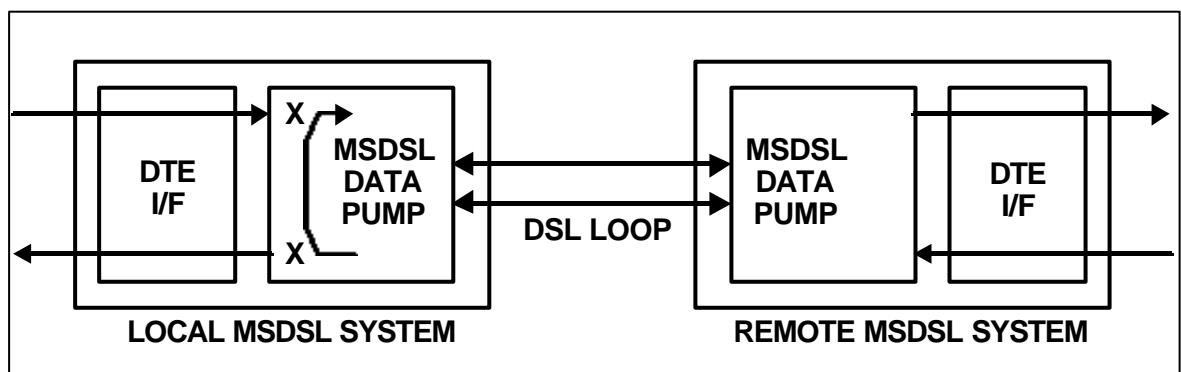 X
DTE
I/F
MSDSL
DATA
PUMP
X
DSL LOOP
MSDSL
DATA
PUMP
DTE
I/F
LOCAL MSDSL SYSTEM
REMOTE MSDSL SYSTEM